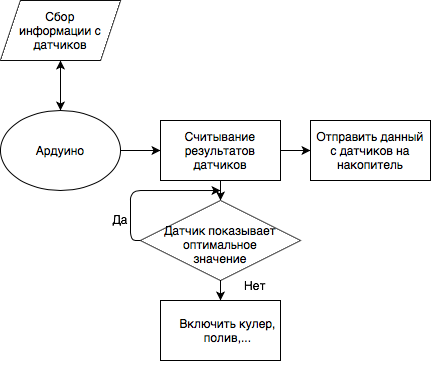 Сбор
информации с
датчиков
Ардуино
Считывание
результатов
датчиков
Отправить данный
с датчиков на
накопитель
Да
Датчик показывает
оптимальное
значение
Нет
Включить кулер,
полив,...